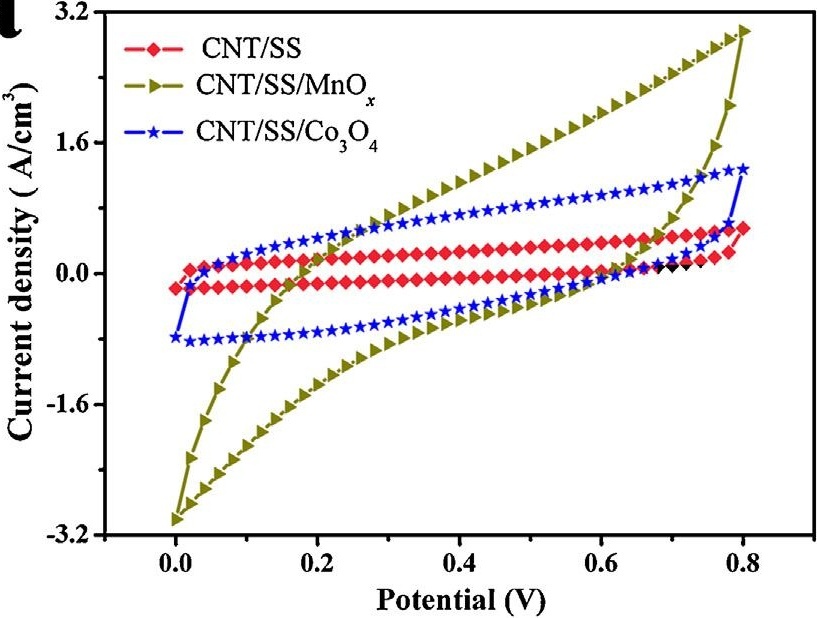 3.2
CNT/SS
CNT/SS/MnOₓ
CNT/SS/Co₃O₄
1.6
0.0
-1.6
-3.2
Current density ( A/cm³)
0.0 0.2 0.4 0.6 0.8
Potential (V)